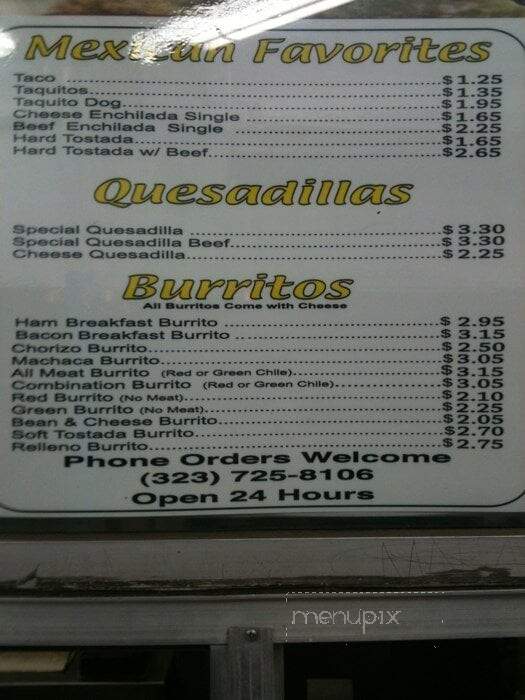 Mexican Favorites
Taco ............ $1.25
Taquitos............ $1.35
Taquito Dog............ $1.95
Cheese Enchilada Single ............ $1.65
Beef Enchilada Single ............ $2.25
Hard Tostada............ $1.65
Hard Tostada w/ Beef............ $2.65
Quesadillas
Special Quesadilla ............ $3.30
Special Quesadilla Beef............ $3.30
Cheese Quesadilla............ $2.25
Burritos
All Burritos Come with Cheese
Ham Breakfast Burrito ............ $2.95
Bacon Breakfast Burrito ............ $3.15
Chorizo Burrito............ $2.50
Machaca Burrito............ $3.05
All Meat Burrito (Red or Green Chile)............ $3.15
Combination Burrito (Red or Green Chile)............ $3.05
Red Burrito (No Meat)............ $2.10
Green Burrito (No Meat)............ $2.25
Bean & Cheese Burrito............ $2.05
Soft Tostada Burrito............ $2.70
Relleno Burrito............ $2.75
Phone Orders Welcome
(323) 725-8106
Open 24 Hours
menupix